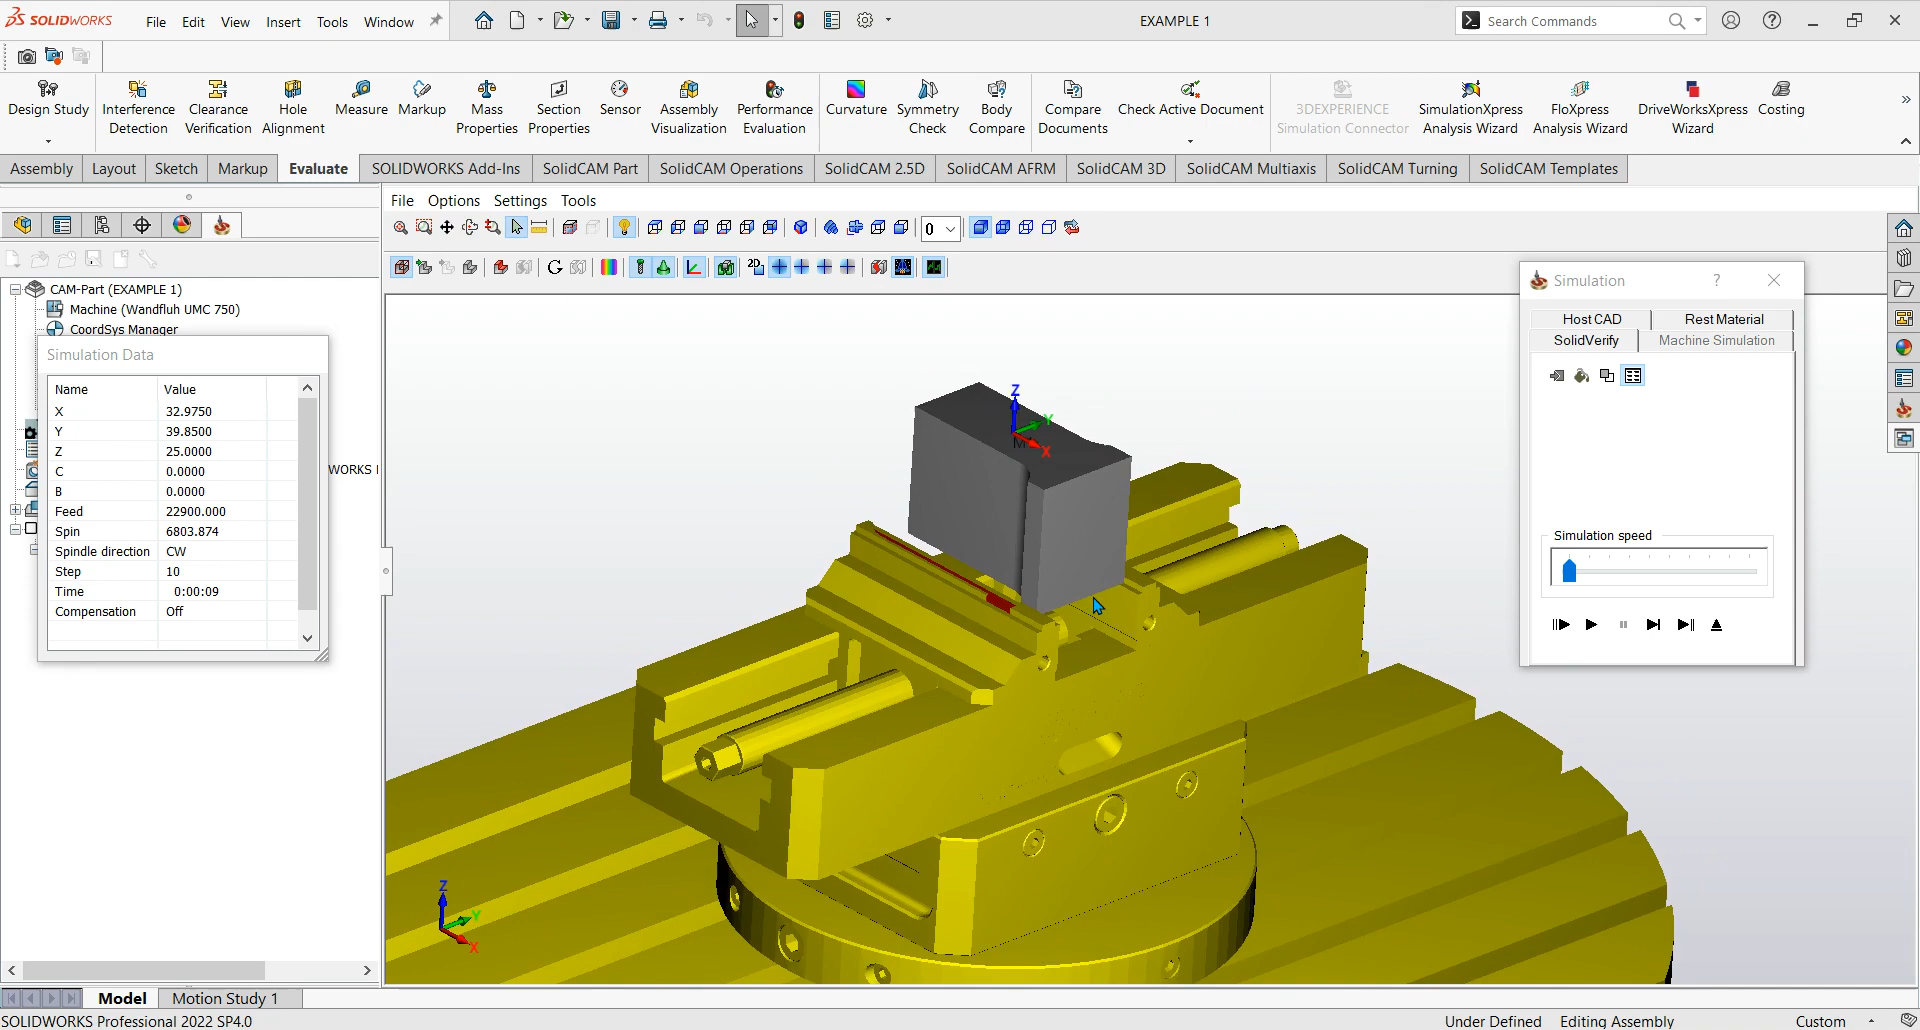 SOLIDWORKS File Edit View Insert Tools Window EXAMPLE 1 Search Commands
Design Study Interference Detection Clearance Verification Hole Alignment Measure Markup Mass Properties Section Properties Sensor Assembly Visualization Performance Evaluation Curvature Symmetry Check Body Compare Compare Documents Check Active Document 3DEXPERIENCE Simulation Connector SimulationXpress Analysis Wizard FloXpress Analysis Wizard DriveWorksXpress Wizard Costing
Assembly Layout Sketch Markup Evaluate SOLIDWORKS Add-Ins SolidCAM Part SolidCAM Operations SolidCAM 2.5D SolidCAM AFRM SolidCAM 3D SolidCAM Multiaxis SolidCAM Turning SolidCAM Templates
File Options Settings Tools
0
2D
CAM-Part (EXAMPLE 1)
Machine (Wandfluh UMC 750)
CoordSys Manager
WORKS
Simulation Data
Name Value
X 32.9750
Y 39.8500
Z 25.0000
C 0.0000
B 0.0000
Feed 22900.000
Spin 6803.874
Spindle direction CW
Step 10
Time 0:00:09
Compensation Off
Z
Y
X
M
Z
Y
X
Simulation ?
Host CAD Rest Material
SolidVerify Machine Simulation
Simulation speed
Model Motion Study 1
SOLIDWORKS Professional 2022 SP4.0 Under Defined Editing Assembly Custom